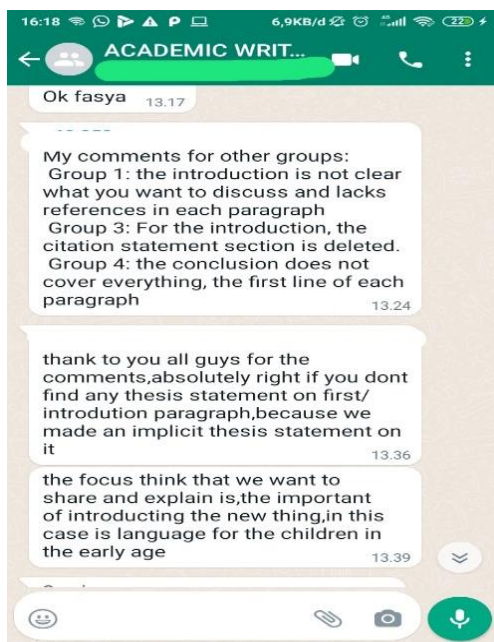 16:18 6,9KB/d 22
ACADEMIC WRIT...
Ok fasya 13.17
My comments for other groups:
Group 1: the introduction is not clear
what you want to discuss and lacks
references in each paragraph
Group 3: For the introduction, the
citation statement section is deleted.
Group 4: the conclusion does not
cover everything, the first line of each
paragraph 13.24
thank to you all guys for the
comments,absolutely right if you dont
find any thesis statement on first/
introdution paragraph,because we
made an implicit thesis statement on
it 13.36
the focus think that we want to
share and explain is,the important
of introducting the new thing,in this
case is language for the children in
the early age 13.39